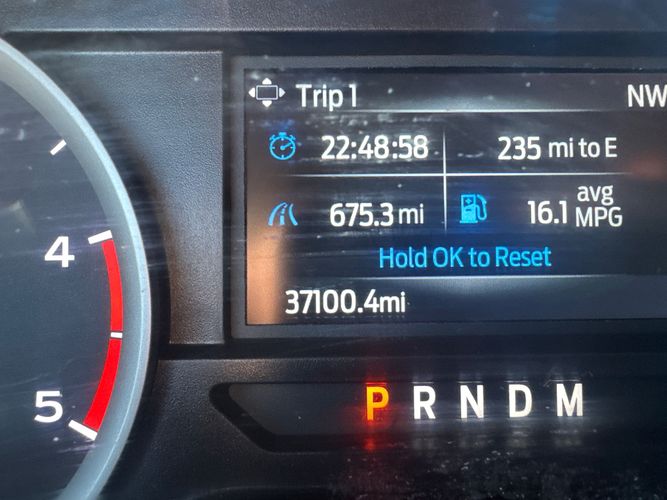 Trip 1 NW
22:48:58 235 mi to E
675.3 mi 16.1 avg MPG
Hold OK to Reset
37100.4mi
4
5
P R N D M